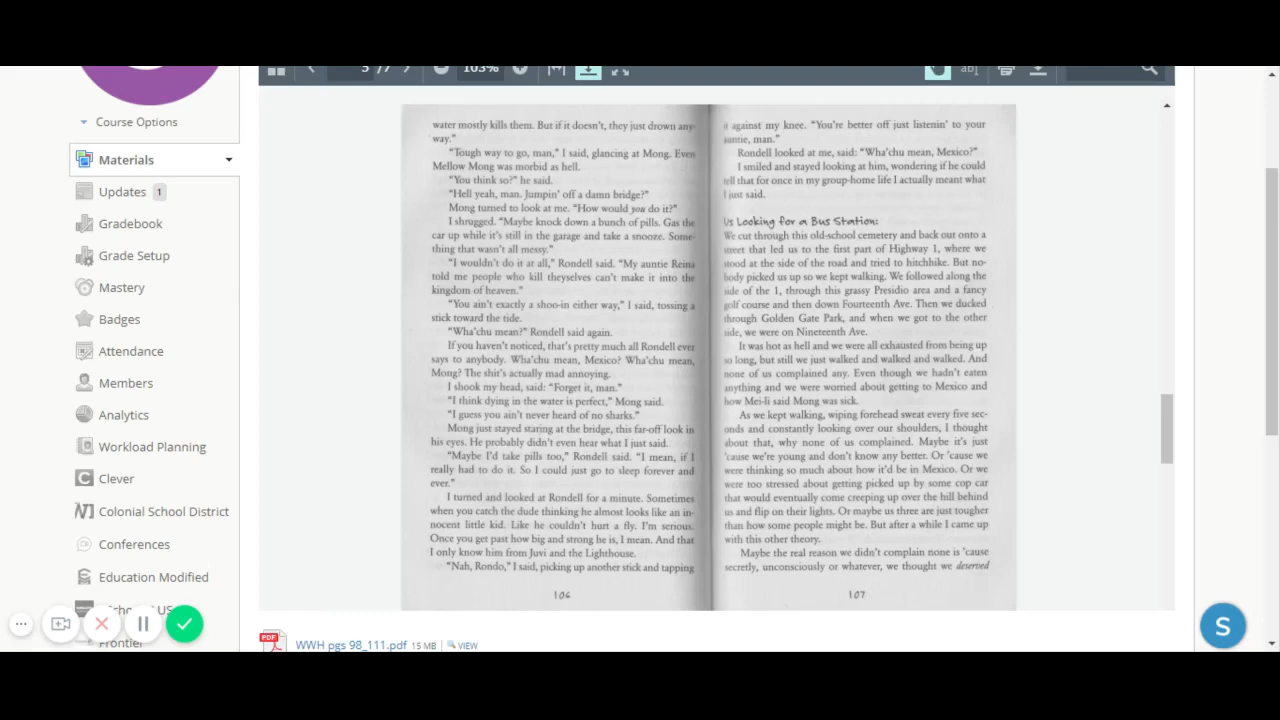 5 / 7
103%
Course Options
Materials
Updates 1
Gradebook
Grade Setup
Mastery
Badges
Attendance
Members
Analytics
Workload Planning
Clever
Colonial School District
Conferences
Education Modified
Frontier
water mostly kills them. But if it doesn't, they just drown any-
way."
"Tough way to go, man," I said, glancing at Mong. Even
Mellow Mong was morbid as hell.
"You think so?" he said.
"Hell yeah, man. Jumpin' off a damn bridge?"
Mong turned to look at me. "How would you do it?"
I shrugged. "Maybe knock down a bunch of pills. Gas the
car up while it's still in the garage and take a snooze. Some-
thing that wasn't all messy."
"I wouldn't do it at all," Rondell said. "My auntie Reina
told me people who kill theyselves can't make it into the
kingdom of heaven."
"You ain't exactly a shoo-in either way," I said, tossing a
stick toward the tide.
"Wha'chu mean?" Rondell said again.
If you haven't noticed, that's pretty much all Rondell ever
says to anybody. Wha'chu mean, Mexico? Wha'chu mean,
Mong? The shit's actually mad annoying.
I shook my head, said: "Forget it, man."
"I think dying in the water is perfect," Mong said.
"I guess you ain't never heard of no sharks."
Mong just stayed staring at the bridge, this far-off look in
his eyes. He probably didn't even hear what I just said.
"Maybe I'd take pills too," Rondell said. "I mean, if I
really had to do it. So I could just go to sleep forever and
ever."
I turned and looked at Rondell for a minute. Sometimes
when you catch the dude thinking he almost looks like an in-
nocent little kid. Like he couldn't hurt a fly. I'm serious.
Once you get past how big and strong he is, I mean. And that
I only know him from Juvi and the Lighthouse.
"Nah, Rondo," I said, picking up another stick and tapping
106
it against my knee. "You're better off just listenin' to your
auntie, man."
Rondell looked at me, said: "Wha'chu mean, Mexico?"
I smiled and stayed looking at him, wondering if he could
tell that for once in my group-home life I actually meant what
I just said.
Us Looking for a Bus Station:
We cut through this old-school cemetery and back out onto a
street that led us to the first part of Highway 1, where we
stood at the side of the road and tried to hitchhike. But no-
body picked us up so we kept walking. We followed along the
side of the 1, through this grassy Presidio area and a fancy
golf course and then down Fourteenth Ave. Then we ducked
through Golden Gate Park, and when we got to the other
side, we were on Nineteenth Ave.
It was hot as hell and we were all exhausted from being up
so long, but still we just walked and walked and walked. And
none of us complained any. Even though we hadn't eaten
anything and we were worried about getting to Mexico and
how Mei-li said Mong was sick.
As we kept walking, wiping forehead sweat every five sec-
onds and constantly looking over our shoulders, I thought
about that, why none of us complained. Maybe it's just
'cause we're young and don't know any better. Or 'cause we
were thinking so much about how it'd be in Mexico. Or we
were too stressed about getting picked up by some cop car
that would eventually come creeping up over the hill behind
us and flip on their lights. Or maybe us three are just tougher
than how some people might be. But after a while I came up
with this other theory.
Maybe the real reason we didn't complain none is 'cause
secretly, unconsciously or whatever, we thought we deserved
107
WWH pgs 98_111.pdf 15 MB VIEW
S